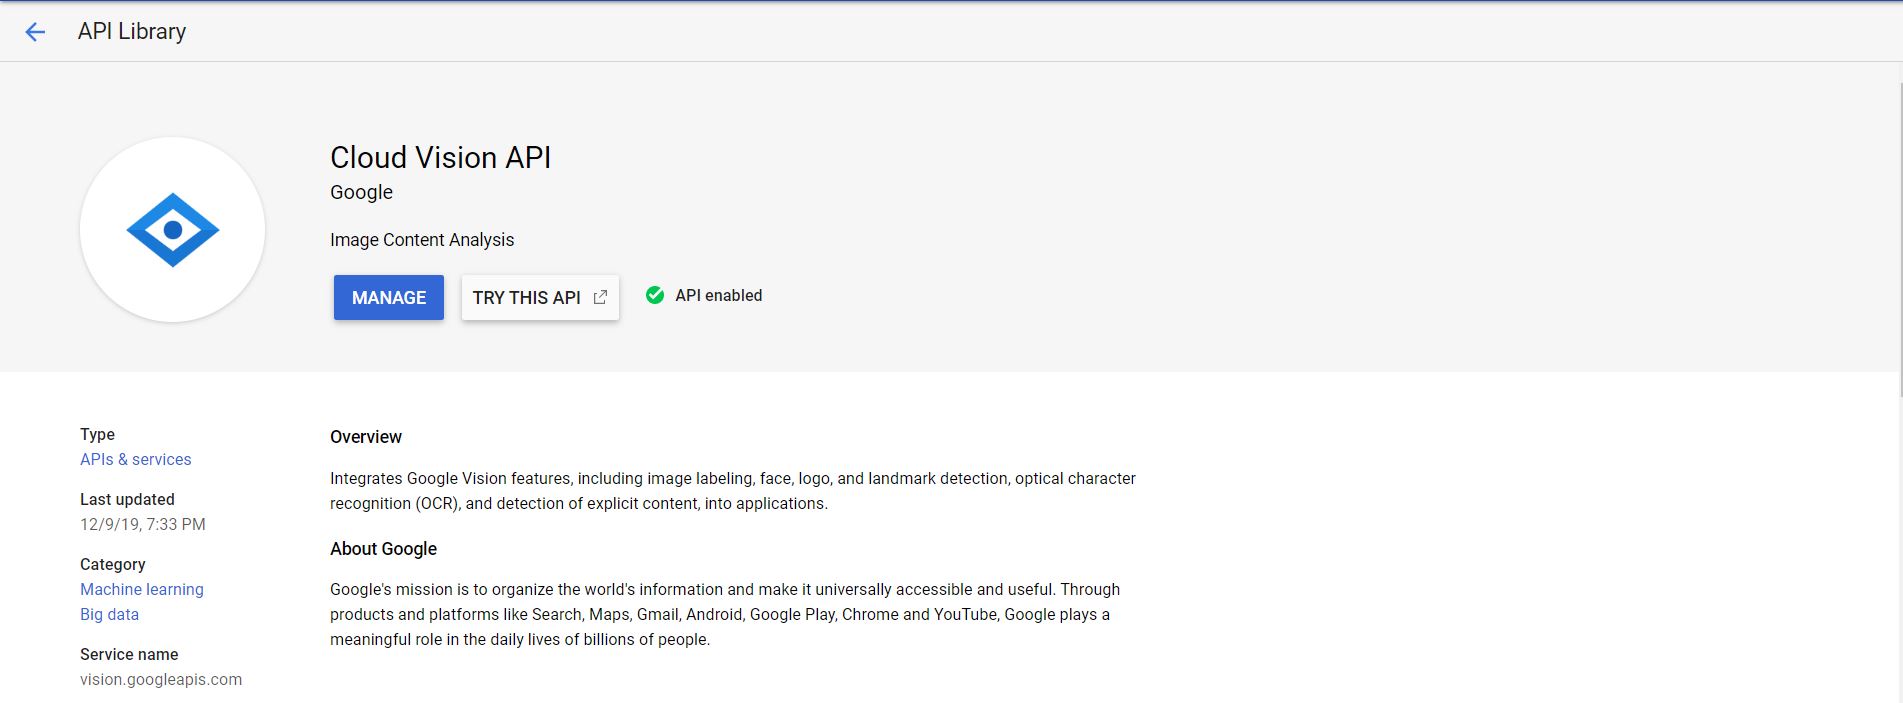 API Library
Cloud Vision API
Google
Image Content Analysis
MANAGE
TRY THIS API
API enabled
Type
APIs & services
Last updated
12/9/19, 7:33 PM
Category
Machine learning
Big data
Service name
vision.googleapis.com
Overview
Integrates Google Vision features, including image labeling, face, logo, and landmark detection, optical character
recognition (OCR), and detection of explicit content, into applications.
About Google
Google's mission is to organize the world's information and make it universally accessible and useful. Through
products and platforms like Search, Maps, Gmail, Android, Google Play, Chrome and YouTube, Google plays a
meaningful role in the daily lives of billions of people.